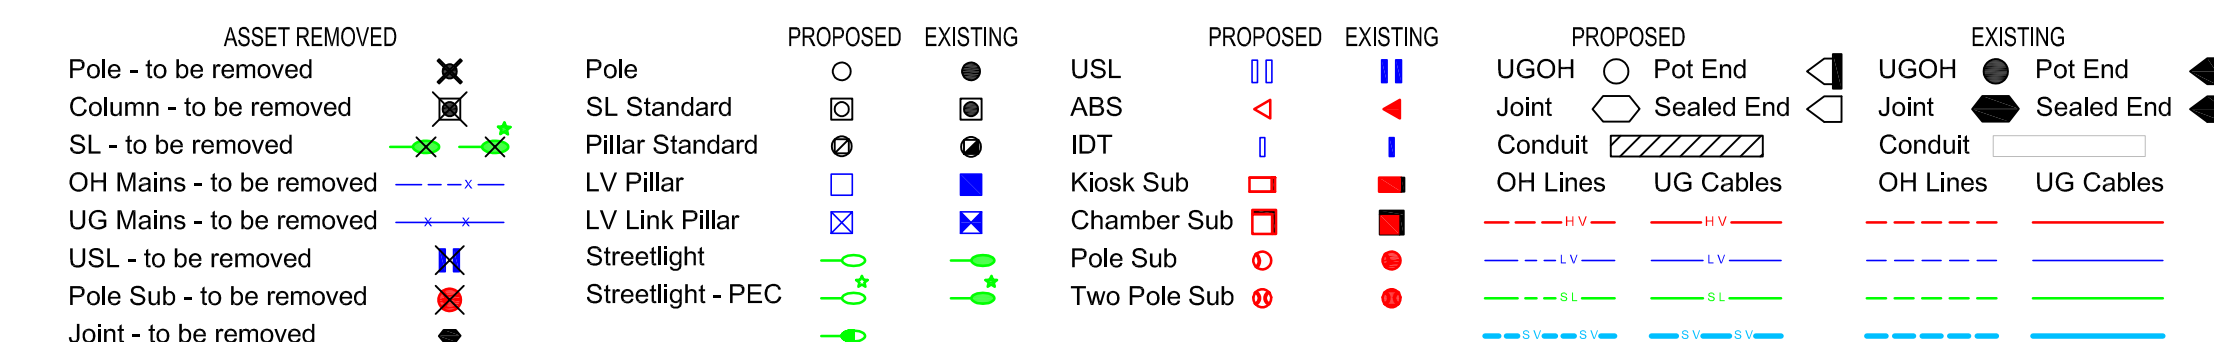 ASSET REMOVED
Pole - to be removed
Column - to be removed
SL - to be removed
OH Mains - to be removed
X
UG Mains - to be removed
X X
USL - to be removed
Pole Sub - to be removed
Joint - to be removed
PROPOSED EXISTING
Pole
SL Standard
Pillar Standard
LV Pillar
LV Link Pillar
Streetlight
Streetlight - PEC
PROPOSED EXISTING
USL
ABS
IDT
Kiosk Sub
Chamber Sub
Pole Sub
Two Pole Sub
PROPOSED
UGOH Pot End
Joint Sealed End
Conduit
OH Lines UG Cables
HV HV
LV LV
SL SL
SV SV SV SV
EXISTING
UGOH Pot End
Joint Sealed End
Conduit
OH Lines UG Cables